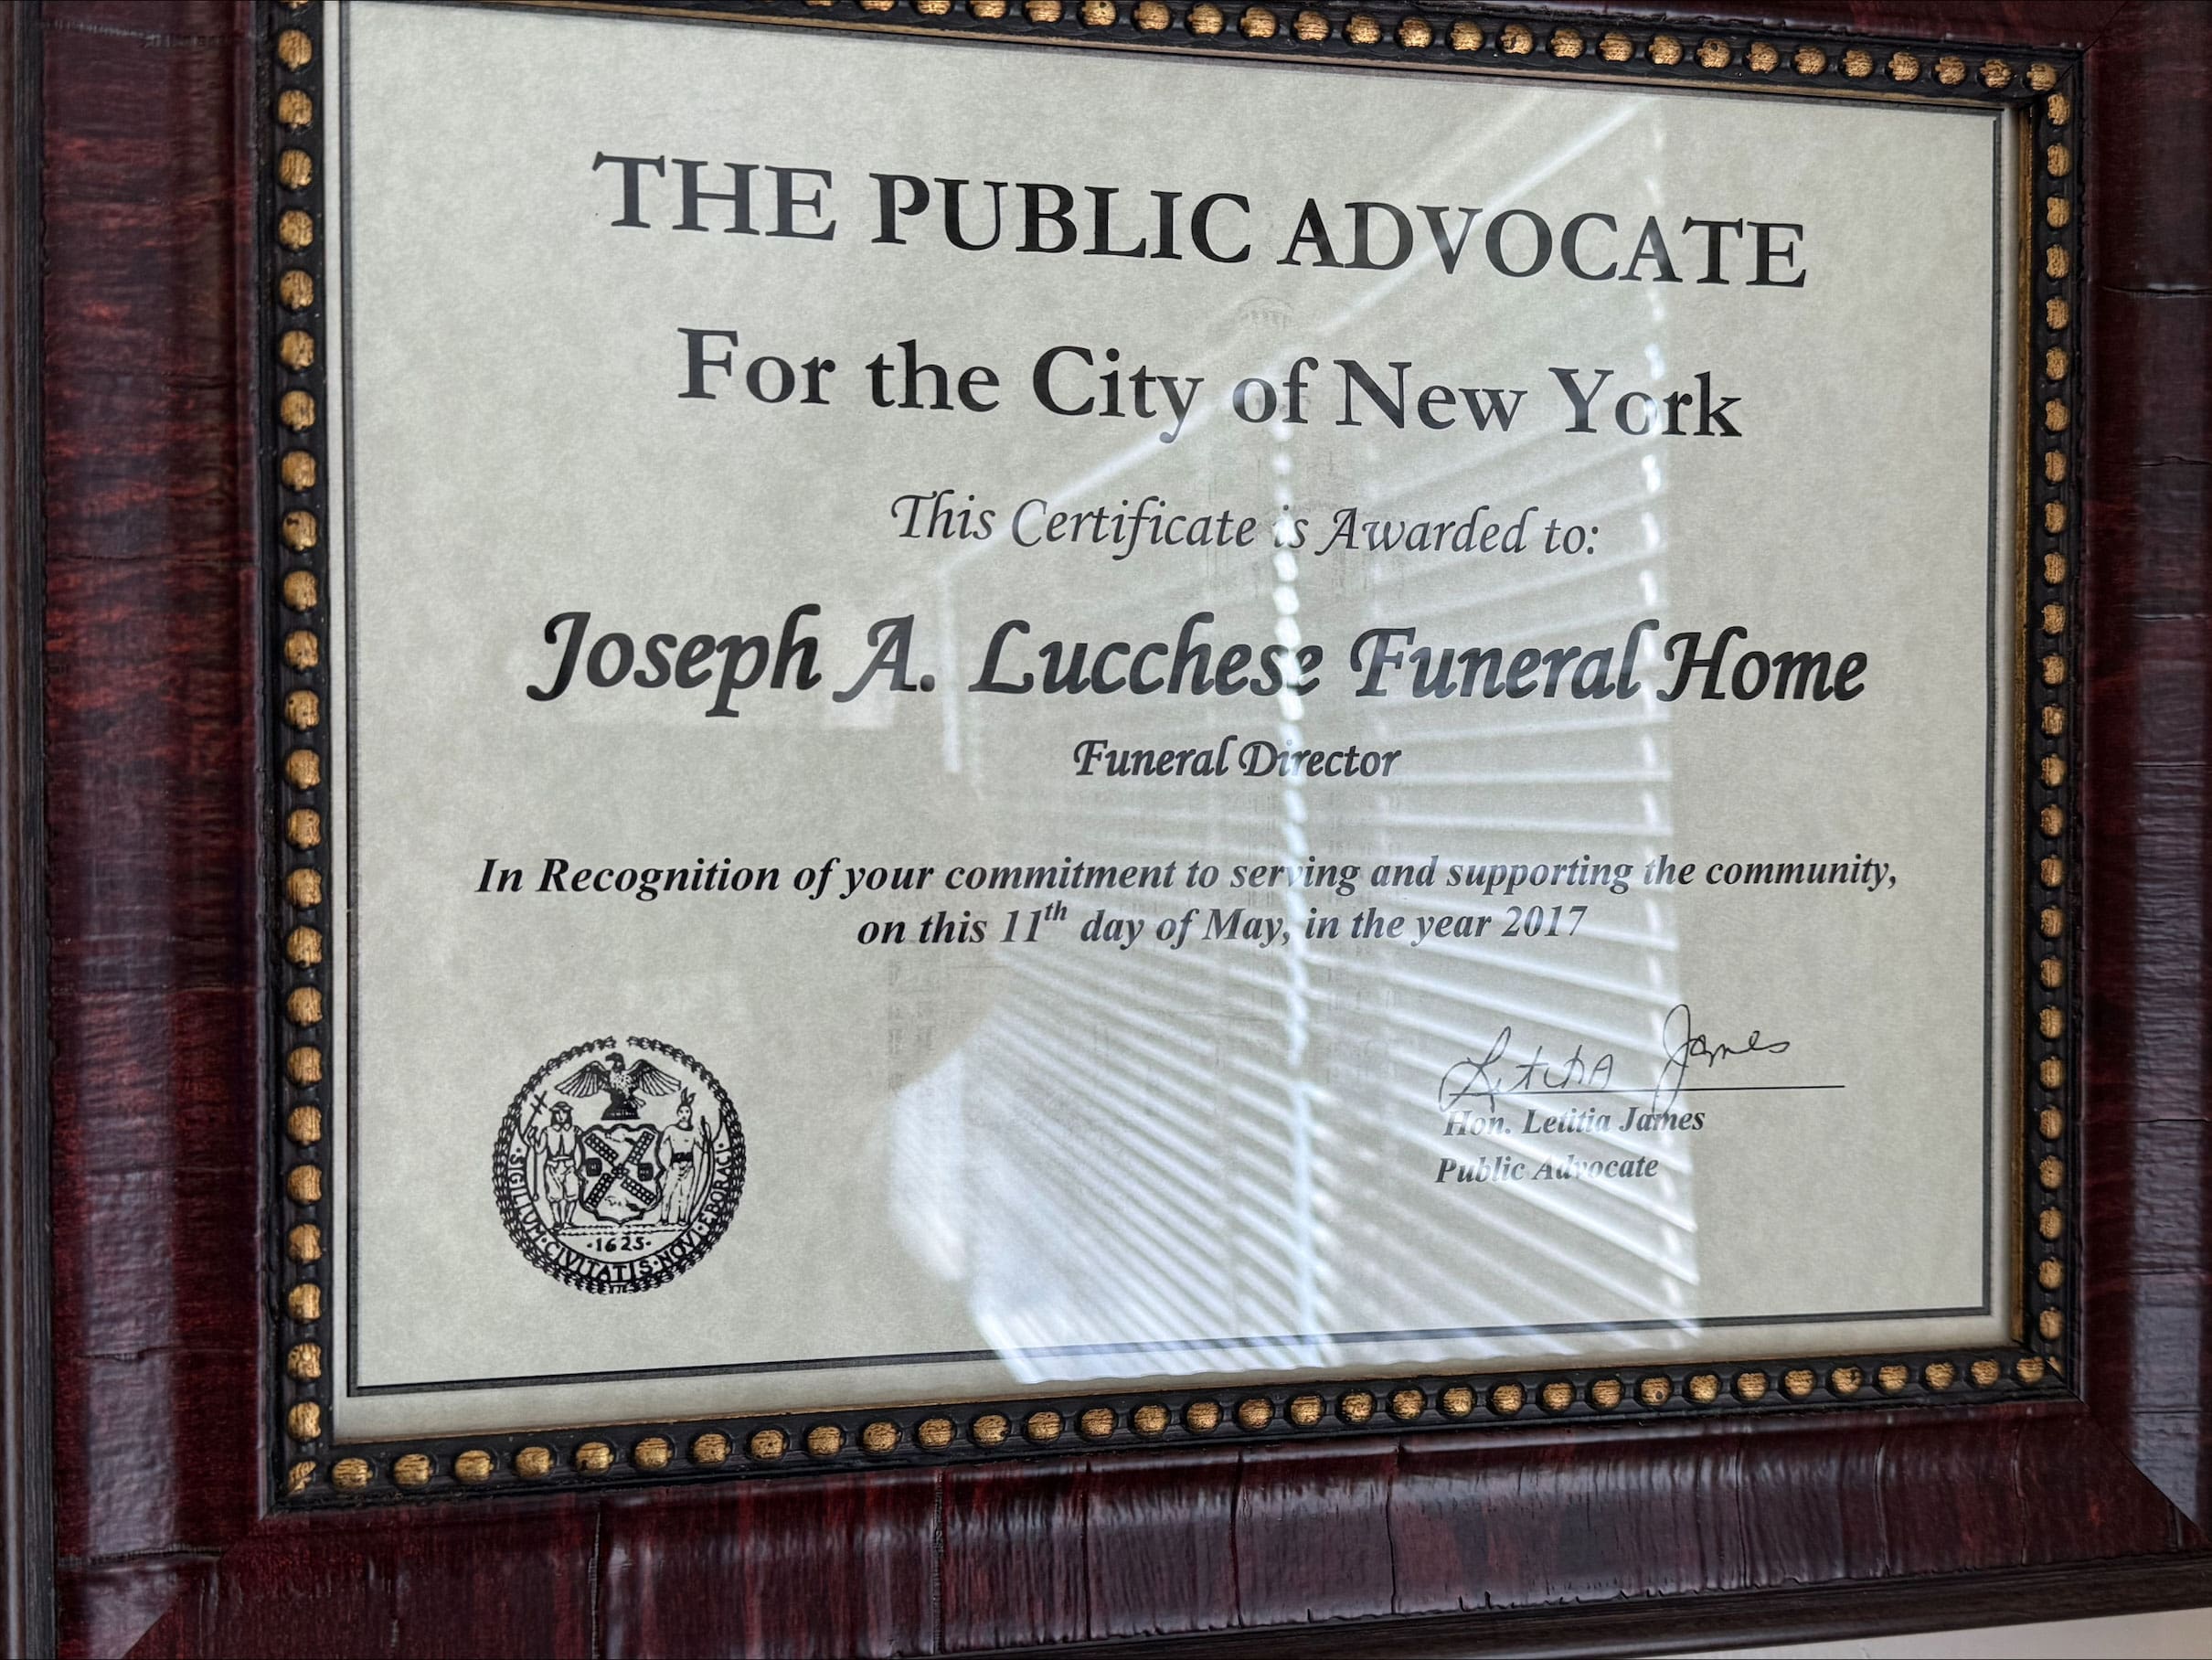 THE PUBLIC ADVOCATE
For the City of New York
This Certificate is Awarded to:
Joseph A. Lucchese Funeral Home
Funeral Director
In Recognition of your commitment to serving and supporting the community,
on this 11th day of May, in the year 2017
Letitia James
Hon. Letitia James
Public Advocate
·SIGILLUM·CIVITATIS·NOVI·EBORACI·
·1625·